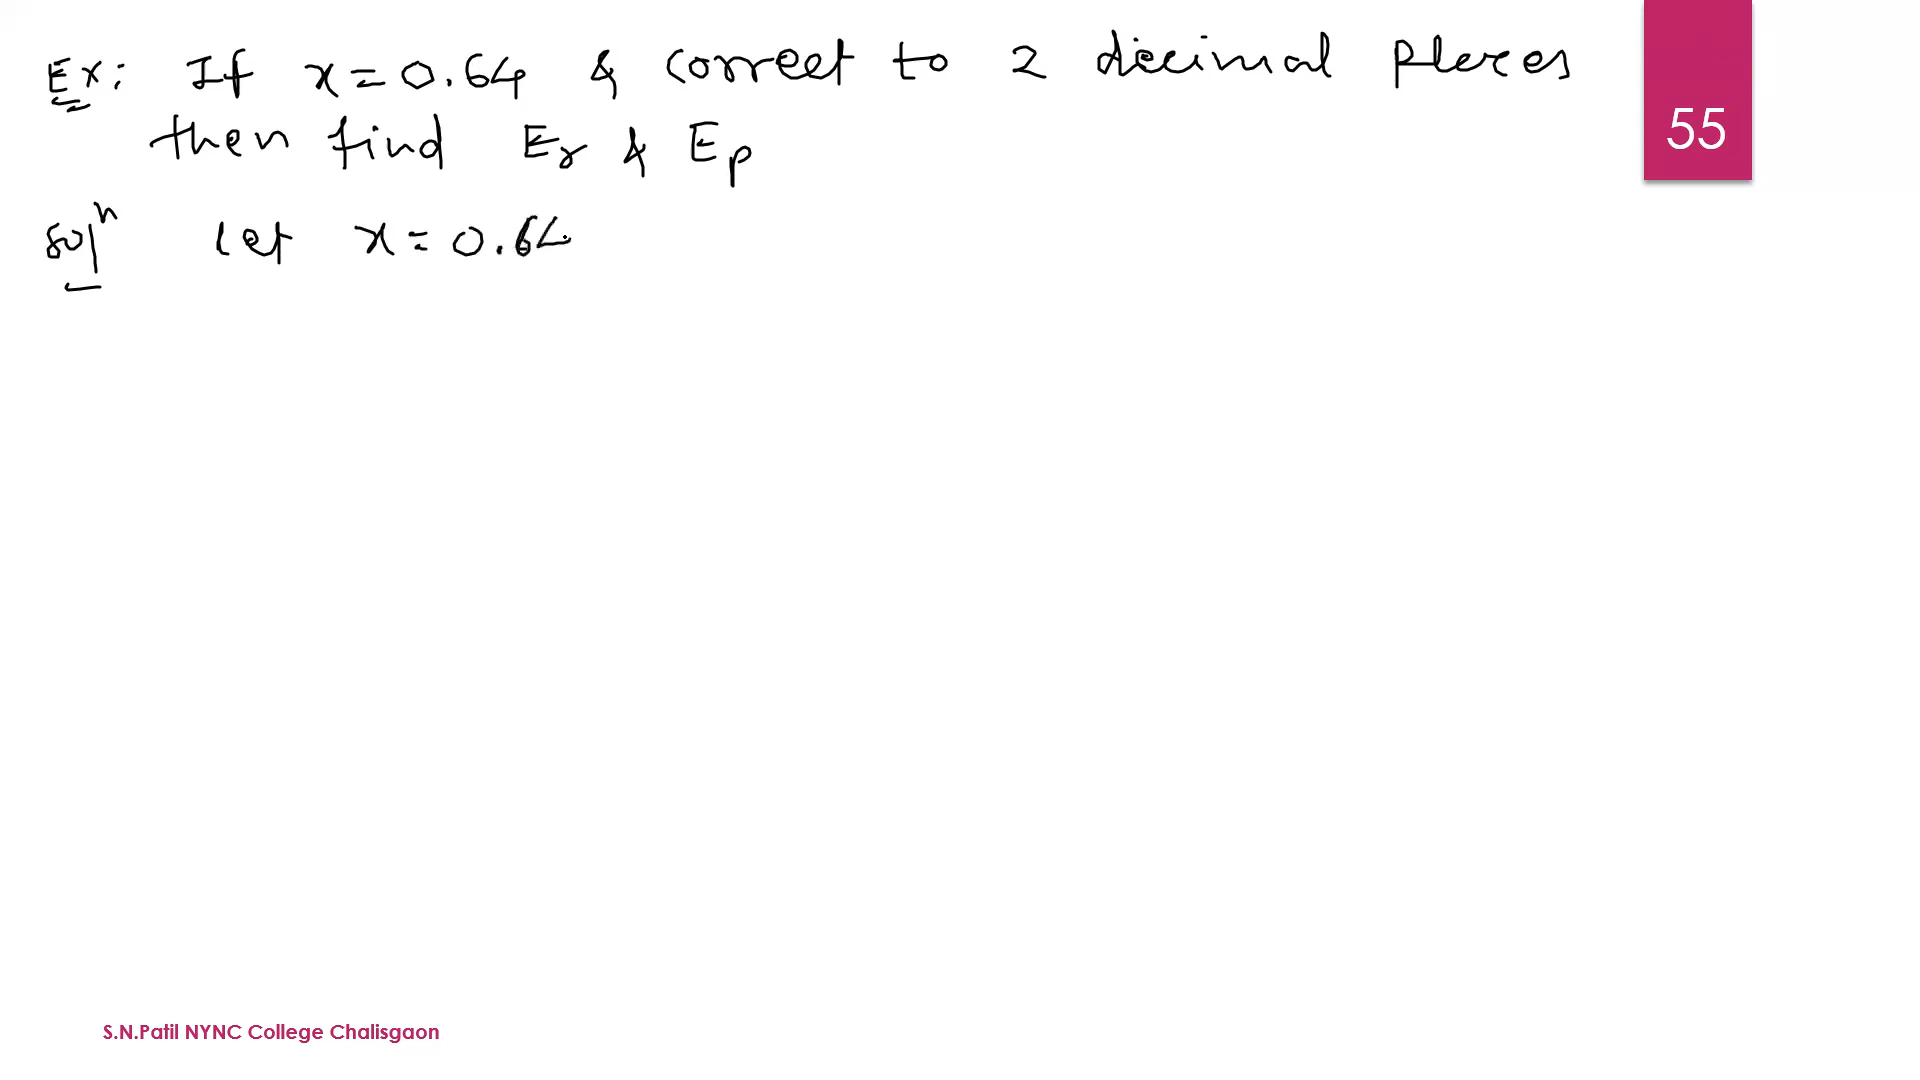 Ex: If x = 0.64 & correct to 2 decimal places
then find Er & Ep
55
Solⁿ let x = 0.64
S.N.Patil NYNC College Chalisgaon